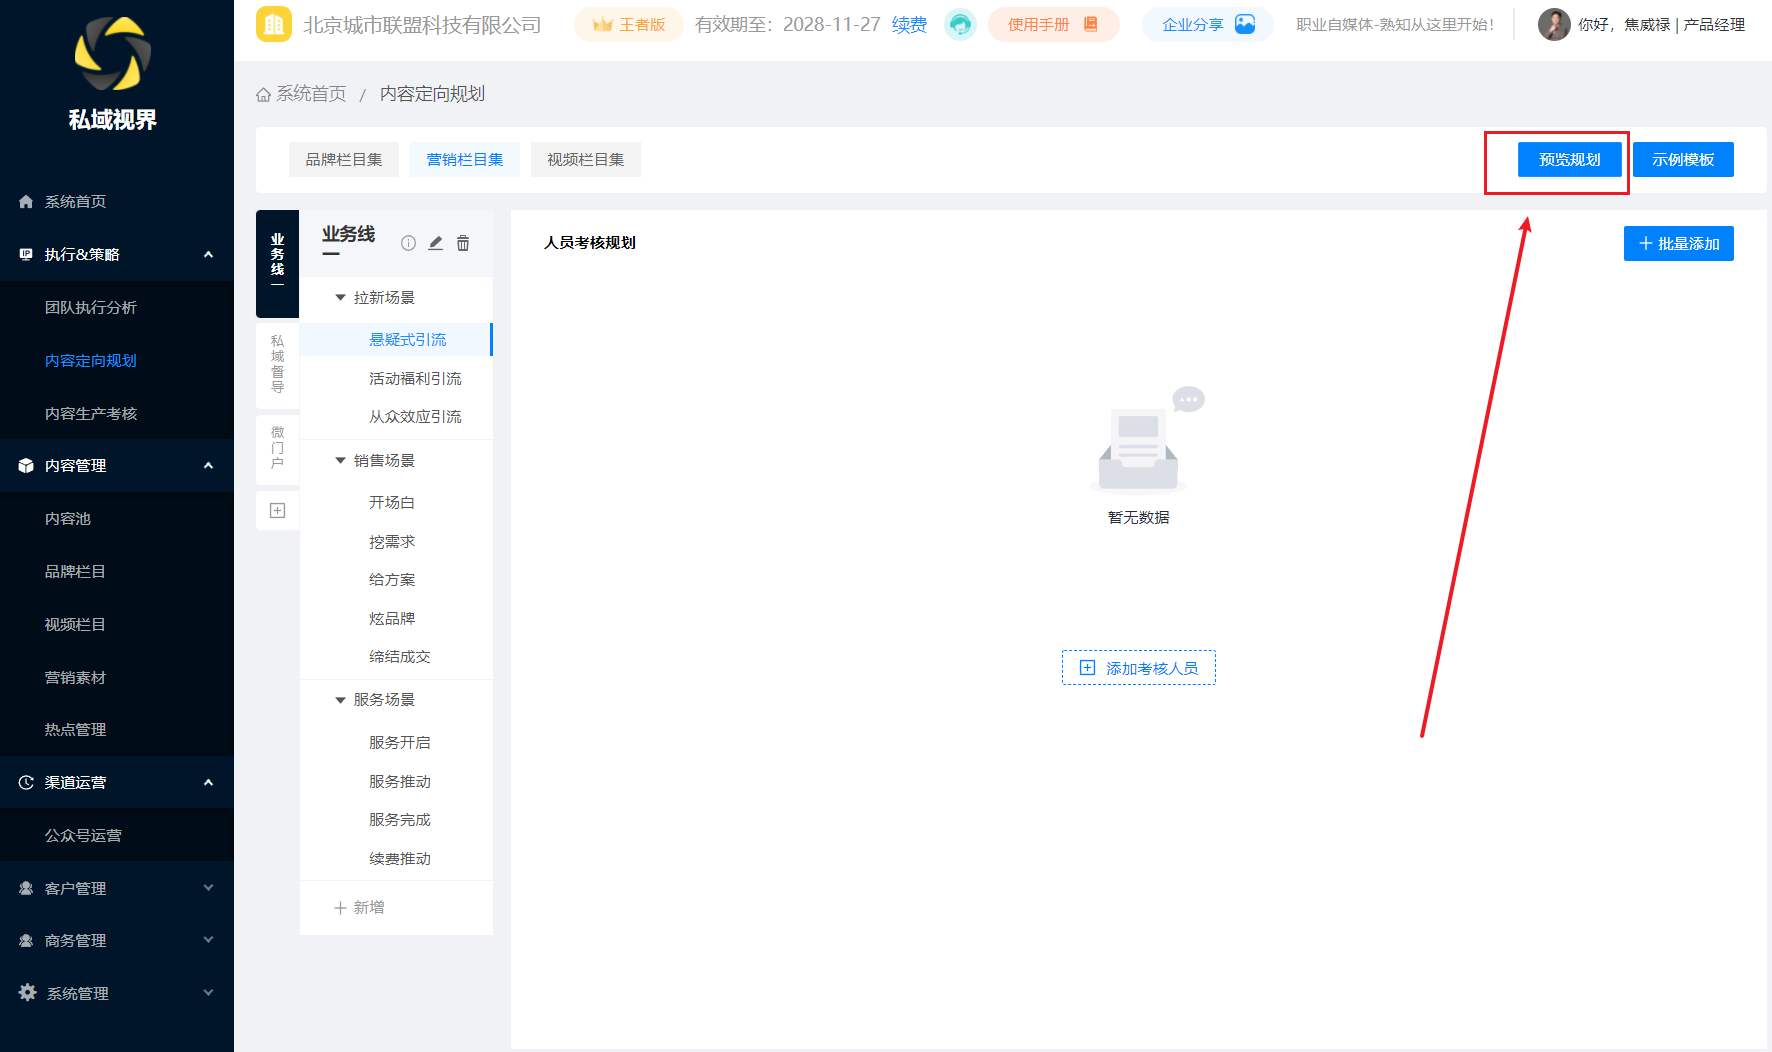 私域视界
系统首页
执行&策略
团队执行分析
内容定向规划
内容生产考核
内容管理
内容池
品牌栏目
视频栏目
营销素材
热点管理
渠道运营
公众号运营
客户管理
商务管理
系统管理
北京城市联盟科技有限公司
王者版
有效期至：2028-11-27 续费
使用手册
企业分享
职业自媒体-熟知从这里开始！
你好，焦威禄 | 产品经理
系统首页 / 内容定向规划
品牌栏目集
营销栏目集
视频栏目集
预览规划
示例模板
业务线一
私域督导
微门户
业务线一
拉新场景
悬疑式引流
活动福利引流
从众效应引流
销售场景
开场白
挖需求
给方案
炫品牌
缔结成交
服务场景
服务开启
服务推动
服务完成
续费推动
新增
人员考核规划
批量添加
暂无数据
添加考核人员